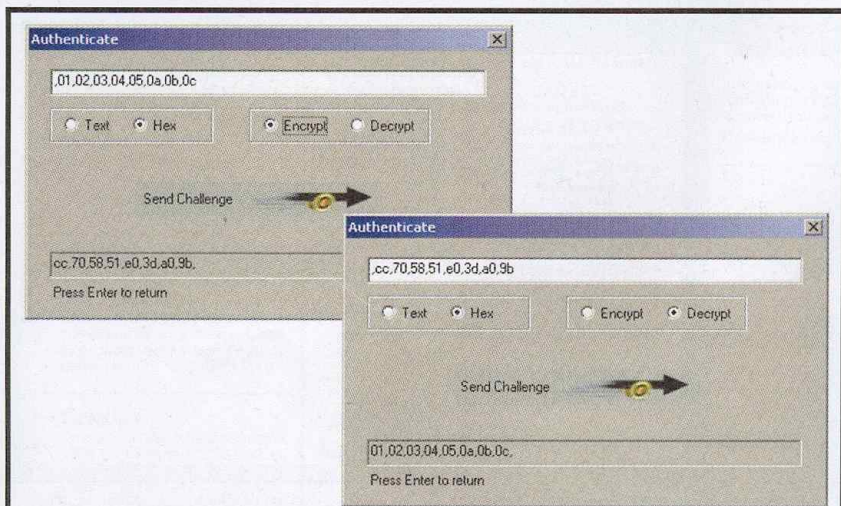 Authenticate
,01,02,03,04,05,0a,0b,0c
Text Hex Encrypt Decrypt
Send Challenge
cc,70,58,51,e0,3d,a0,9b,
Press Enter to return
Authenticate
,cc,70,58,51,e0,3d,a0,9b
Text Hex Encrypt Decrypt
Send Challenge
01,02,03,04,05,0a,0b,0c,
Press Enter to return